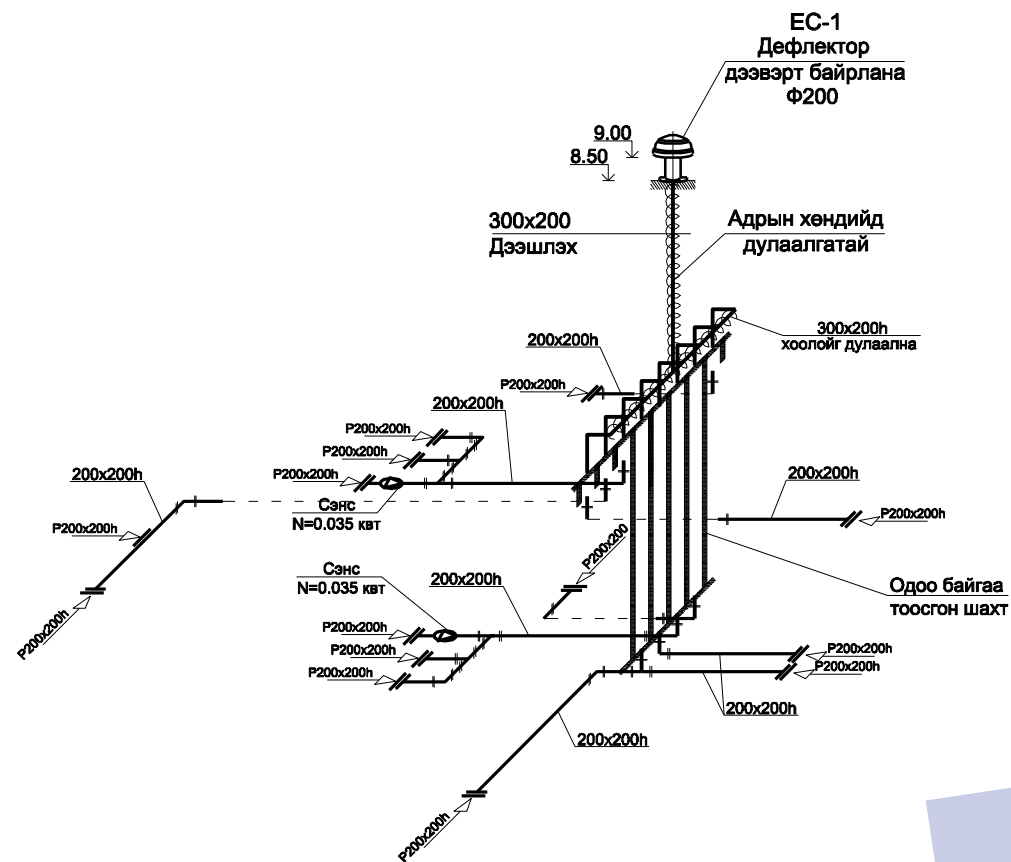 ЕС-1
Дефлектор
дээвэрт байрлана
Ф200
9.00
8.50
300x200
Дээшлэх
Адрын хөндийд
дулаалгатай
300x200h
хоолойг дулаална
200x200h
P200x200h
200x200h
P200x200h
P200x200h
P200x200h
200x200h
Сэнс
N=0.035 квт
P200x200h
P200x200h
200x200h
P200x200h
P200x200
Сэнс
N=0.035 квт
200x200h
Одоо байгаа
тоосгон шахт
P200x200h
P200x200h
P200x200h
P200x200h
P200x200h
200x200h
200x200h
P200x200h